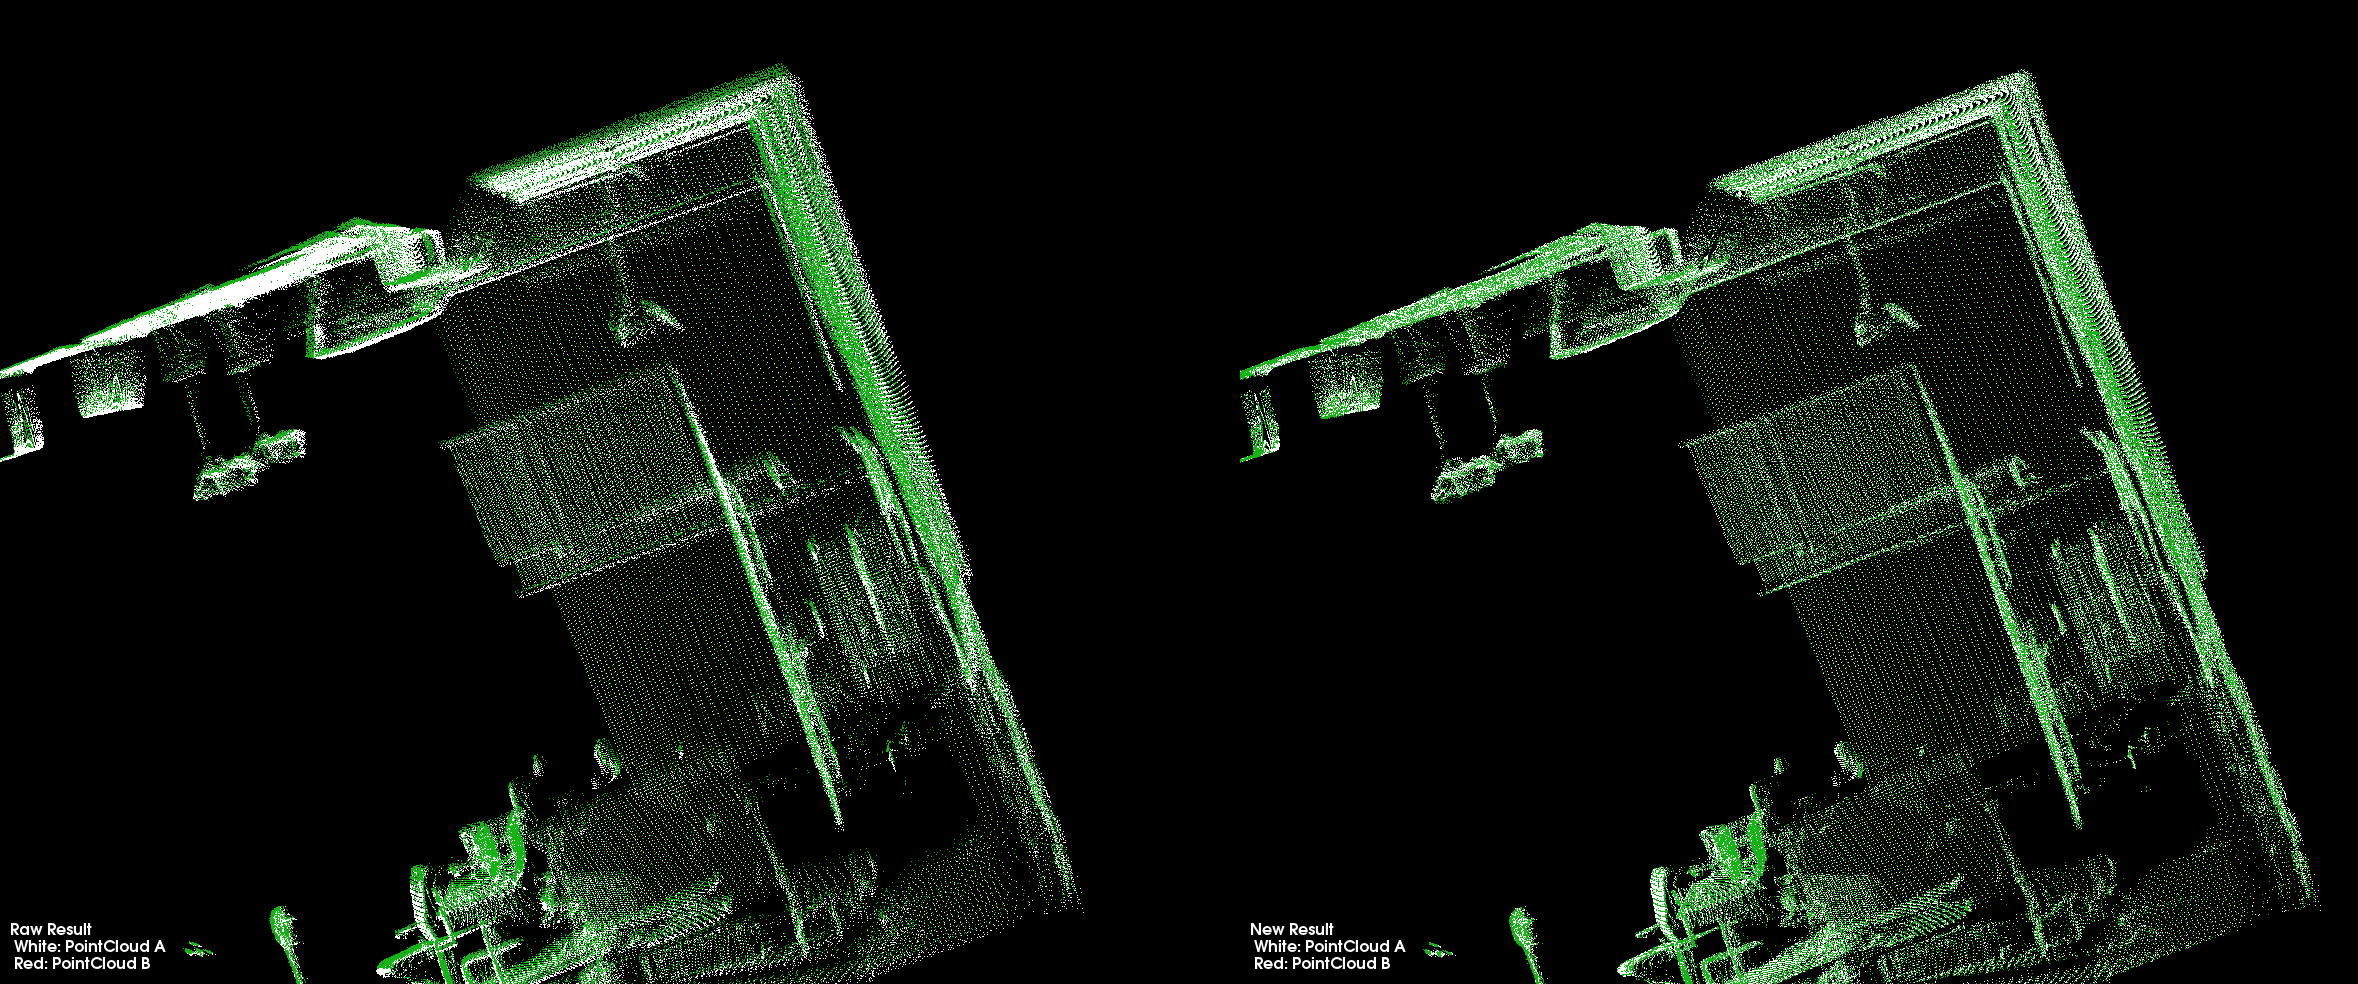 Raw Result
White: PointCloud A
Red: PointCloud B
New Result
White: PointCloud A
Red: PointCloud B